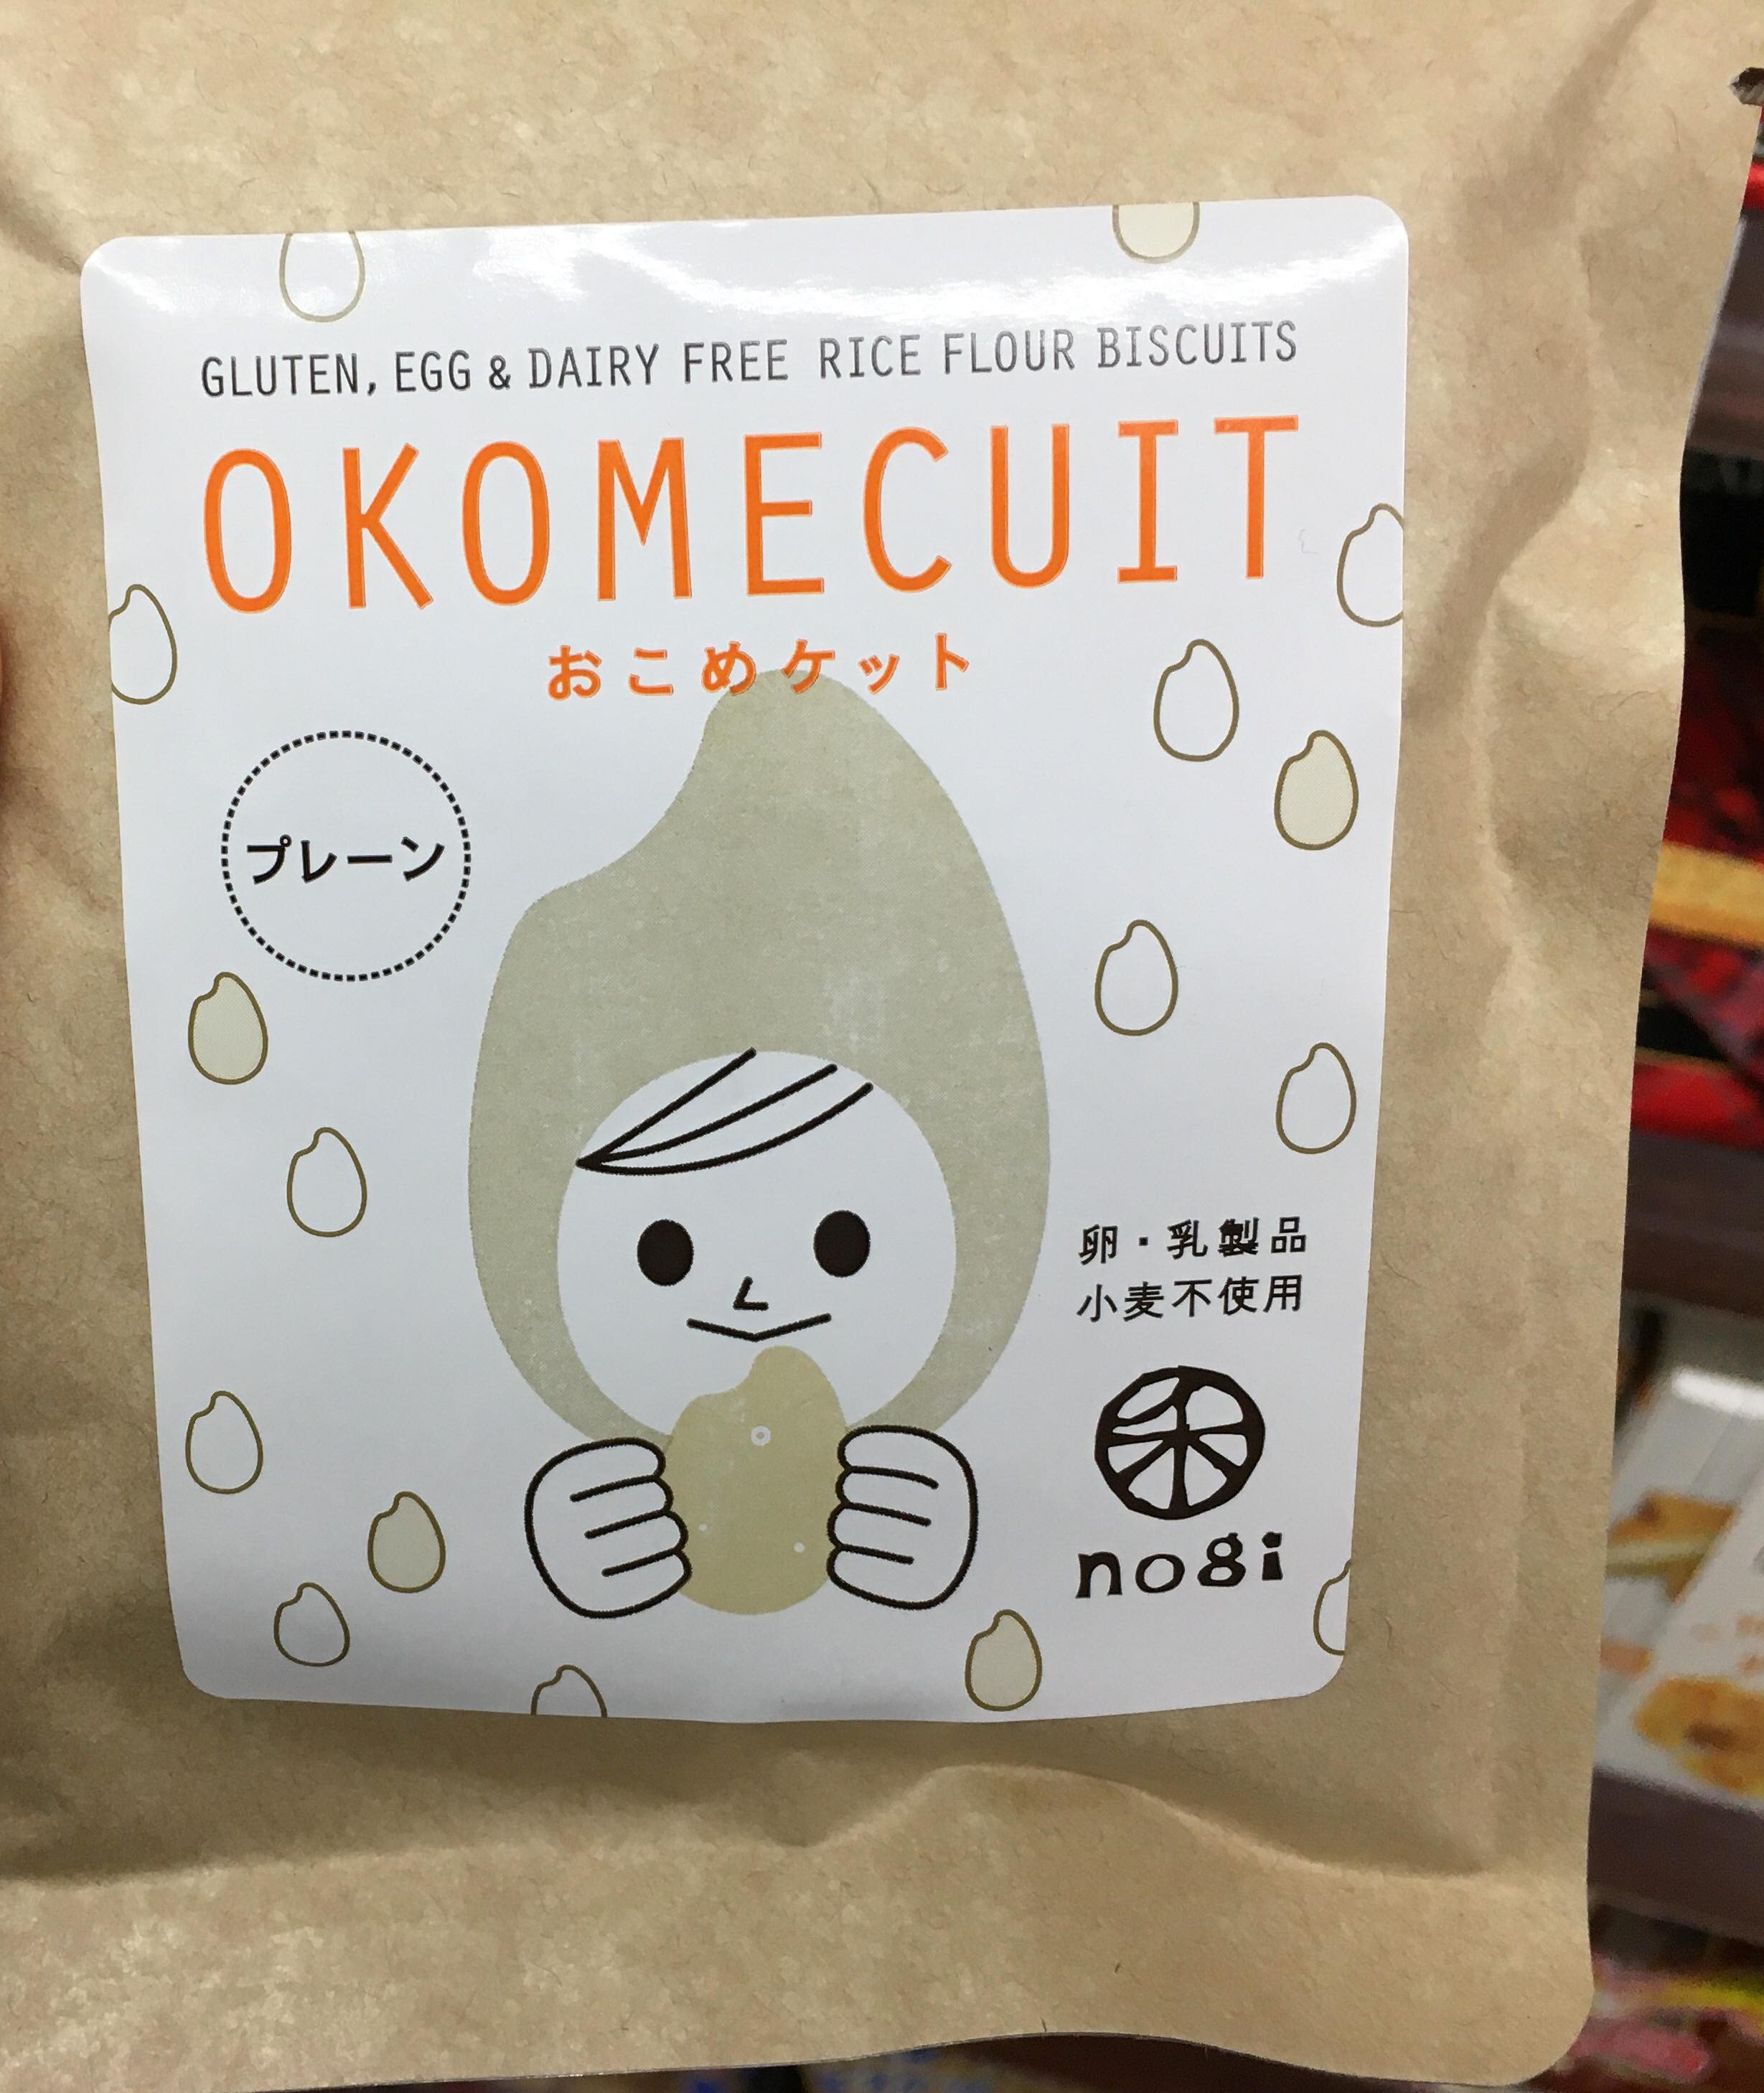 GLUTEN, EGG & DAIRY FREE RICE FLOUR BISCUITS
OKOMECUIT
おこめケット
プレーン
卵・乳製品
小麦不使用
禾
nogi